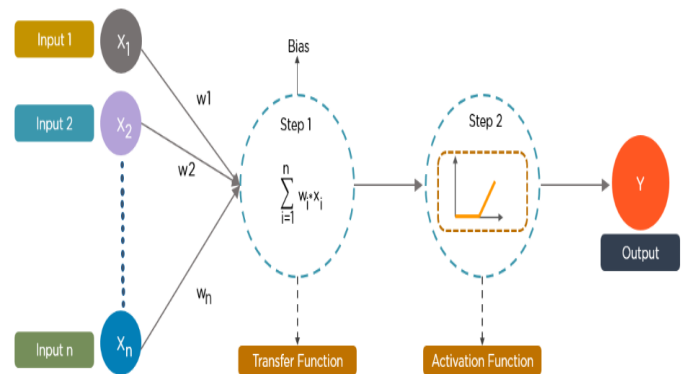 Input 1
X1
Bias
w1
Input 2
X2
Step 1
Step 2
w2
n
∑ wi*xi
i=1
Y
Output
wn
Input n
Xn
Transfer Function
Activation Function